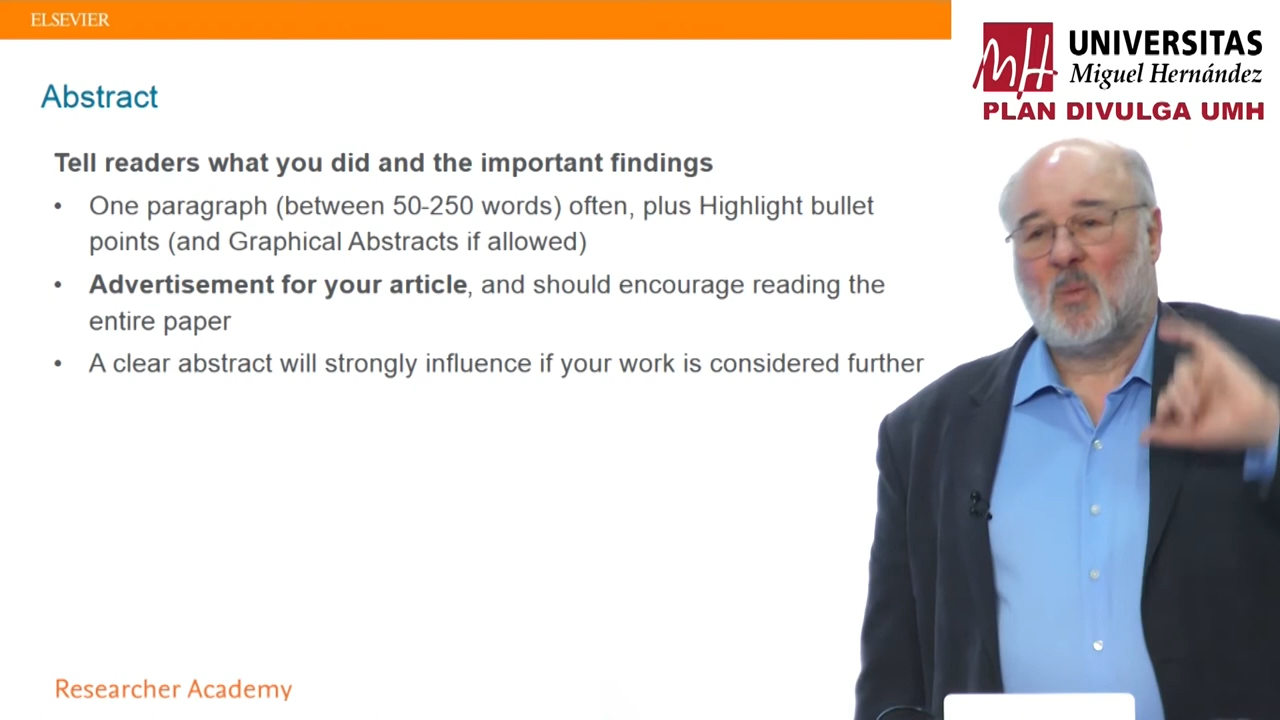 ELSEVIER
UNIVERSITAS
Miguel Hernández
PLAN DIVULGA UMH
Abstract
Tell readers what you did and the important findings
• One paragraph (between 50-250 words) often, plus Highlight bullet
points (and Graphical Abstracts if allowed)
• Advertisement for your article, and should encourage reading the
entire paper
• A clear abstract will strongly influence if your work is considered further
Researcher Academy